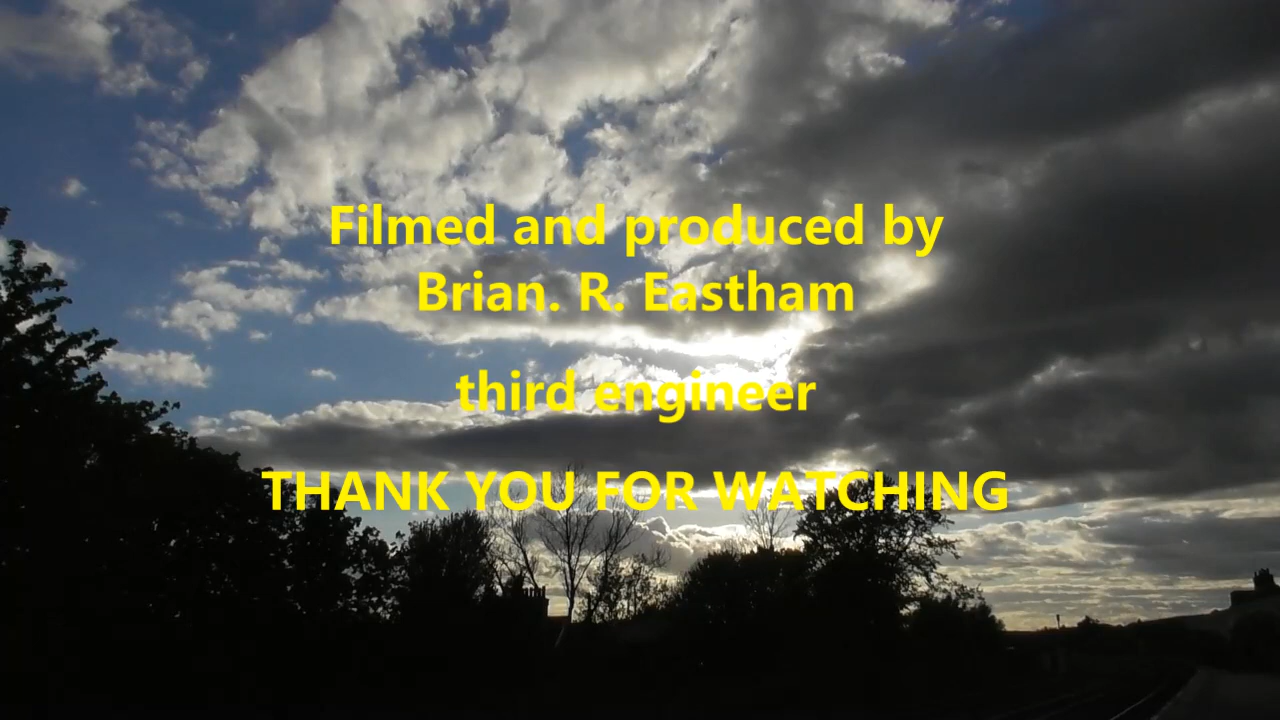 Filmed and produced by
Brian. R. Eastham
third engineer
THANK YOU FOR WATCHING